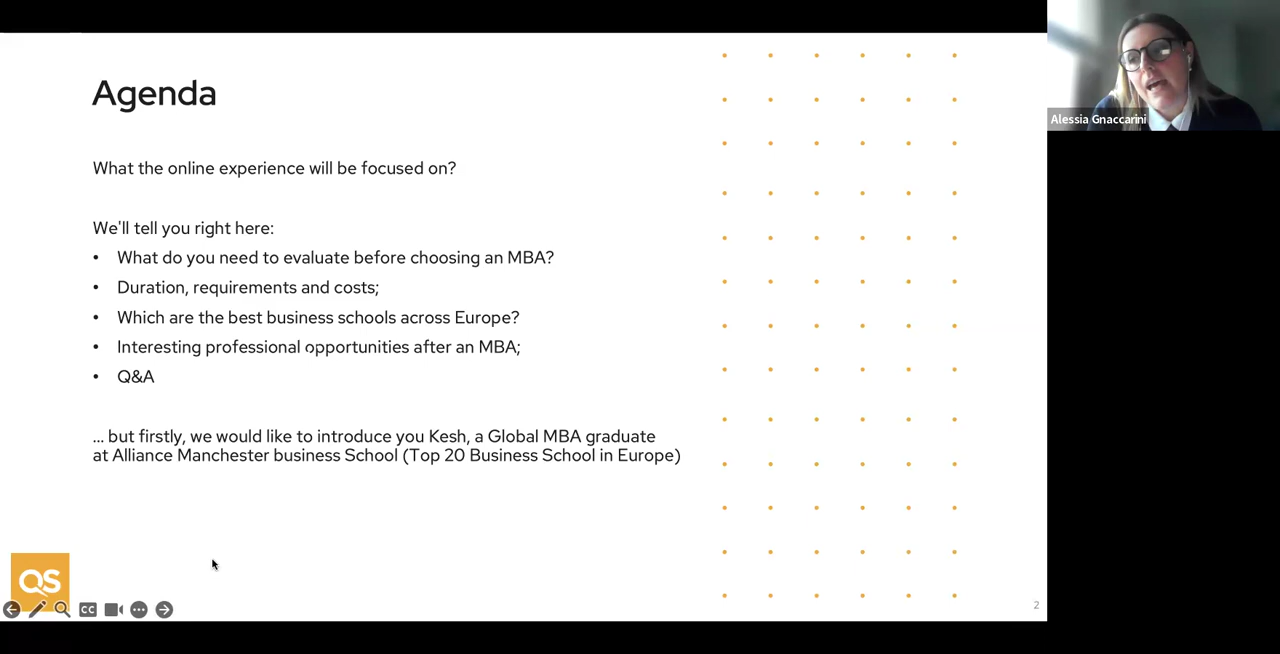 Agenda
What the online experience will be focused on?
We'll tell you right here:
• What do you need to evaluate before choosing an MBA?
• Duration, requirements and costs;
• Which are the best business schools across Europe?
• Interesting professional opportunities after an MBA;
• Q&A
... but firstly, we would like to introduce you Kesh, a Global MBA graduate
at Alliance Manchester business School (Top 20 Business School in Europe)
QS
CC
2
Alessia Gnaccarini